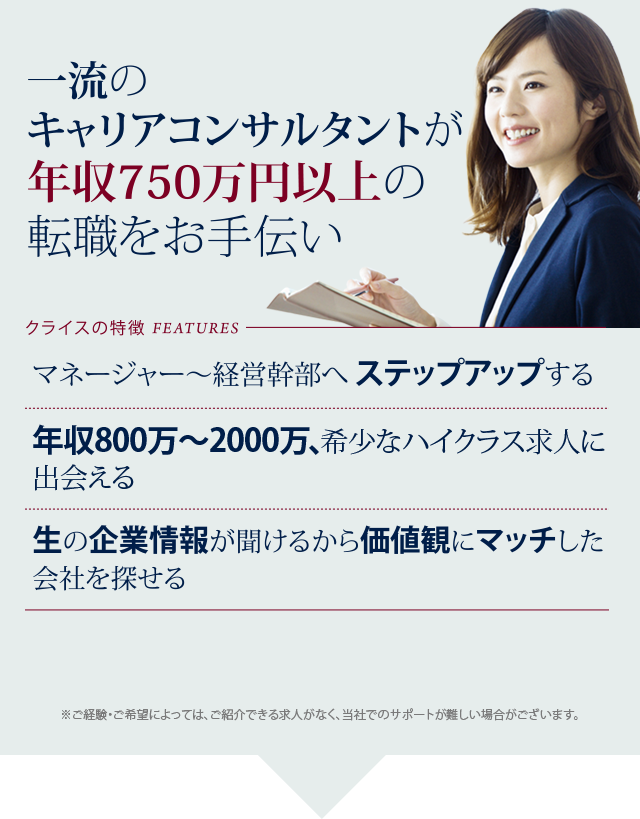 一流の
キャリアコンサルタントが
年収750万円以上の
転職をお手伝い
クライスの特徴 FEATURES
マネージャー～経営幹部へ ステップアップする
年収800万～2000万、希少なハイクラス求人に
出会える
生の企業情報が聞けるから価値観にマッチした
会社を探せる
※ご経験・ご希望によっては、ご紹介できる求人がなく、当社でのサポートが難しい場合がございます。